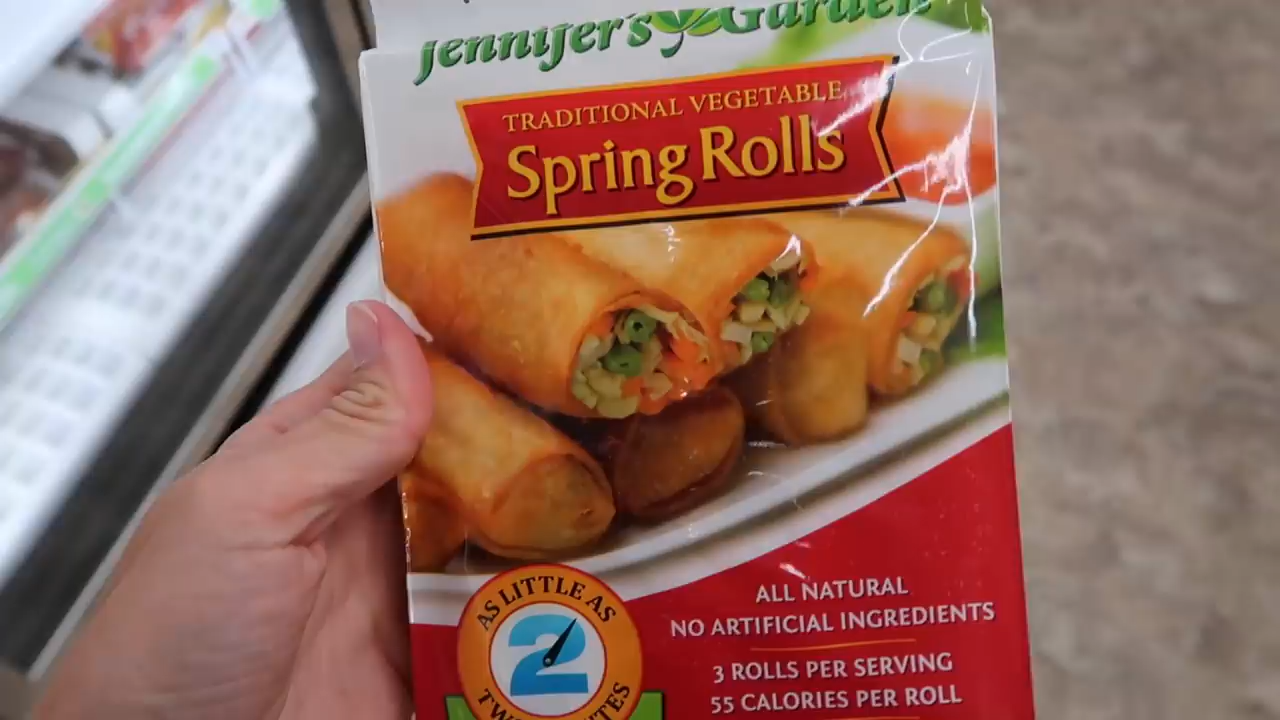 Jennifer's Garden
TRADITIONAL VEGETABLE
Spring Rolls
AS LITTLE AS
2
ALL NATURAL
NO ARTIFICIAL INGREDIENTS
3 ROLLS PER SERVING
55 CALORIES PER ROLL